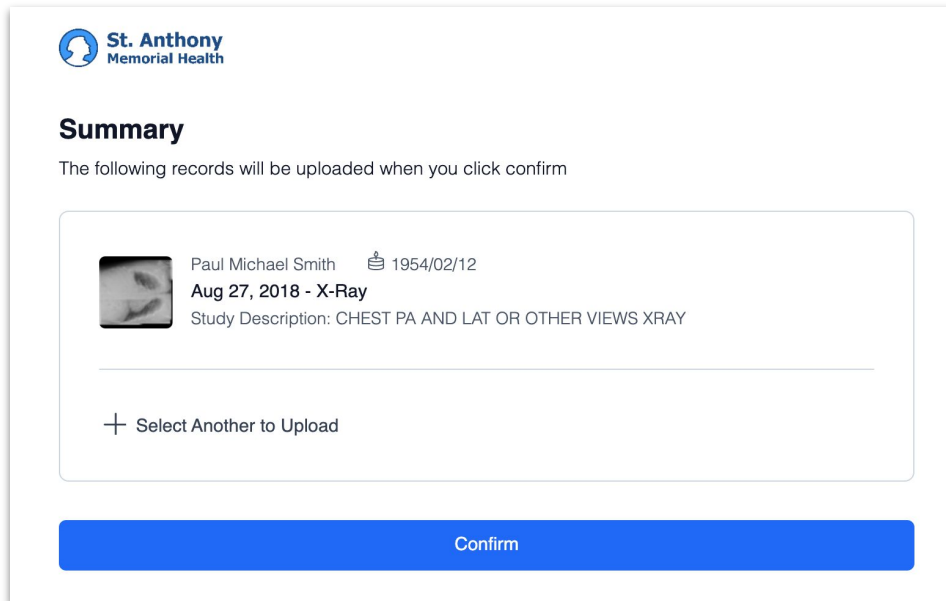 St. Anthony
Memorial Health
Summary
The following records will be uploaded when you click confirm
Paul Michael Smith 1954/02/12
Aug 27, 2018 - X-Ray
Study Description: CHEST PA AND LAT OR OTHER VIEWS XRAY
Select Another to Upload
Confirm